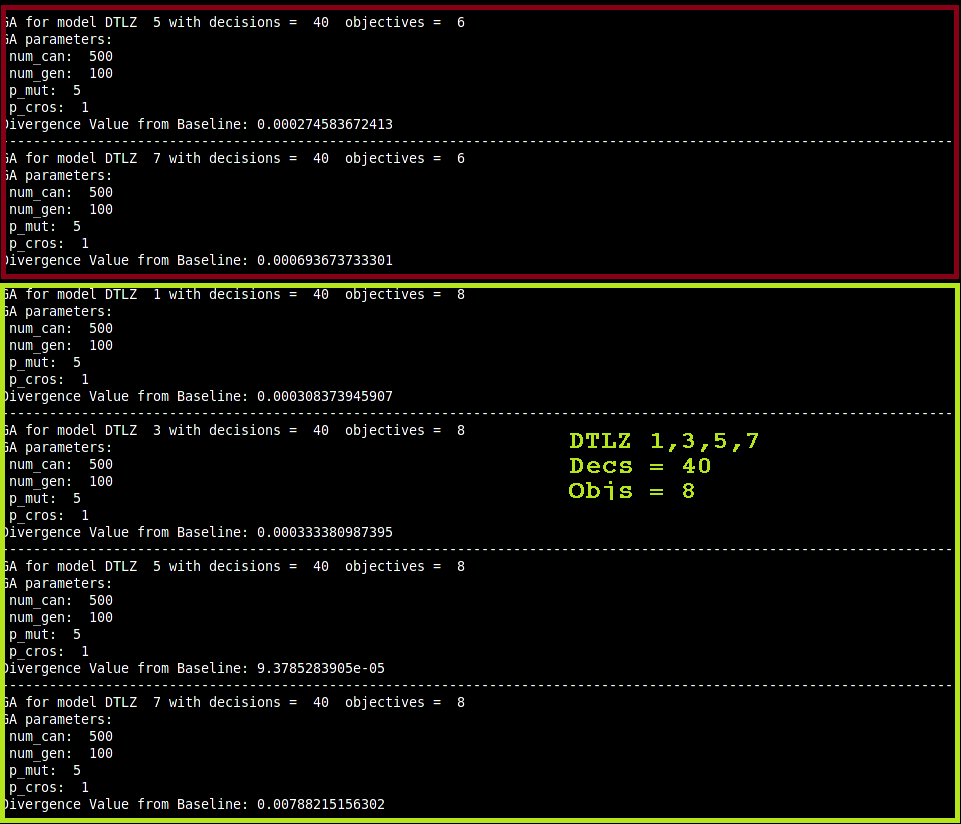 GA for model DTLZ  5 with decisions =  40  objectives =  6
GA parameters:
 num_can:  500
 num_gen:  100
 p_mut:  5
 p_cros:  1
Divergence Value from Baseline: 0.000274583672413
-----------------------------------------------------------------------------------------------------------------------
GA for model DTLZ  7 with decisions =  40  objectives =  6
GA parameters:
 num_can:  500
 num_gen:  100
 p_mut:  5
 p_cros:  1
Divergence Value from Baseline: 0.000693673733301
GA for model DTLZ  1 with decisions =  40  objectives =  8
GA parameters:
 num_can:  500
 num_gen:  100
 p_mut:  5
 p_cros:  1
Divergence Value from Baseline: 0.000308373945907
-----------------------------------------------------------------------------------------------------------------------
GA for model DTLZ  3 with decisions =  40  objectives =  8
GA parameters:
 num_can:  500
 num_gen:  100
 p_mut:  5
 p_cros:  1
Divergence Value from Baseline: 0.000333380987395
DTLZ 1,3,5,7
Decs = 40
Objs = 8
-----------------------------------------------------------------------------------------------------------------------
GA for model DTLZ  5 with decisions =  40  objectives =  8
GA parameters:
 num_can:  500
 num_gen:  100
 p_mut:  5
 p_cros:  1
Divergence Value from Baseline: 9.3785283905e-05
-----------------------------------------------------------------------------------------------------------------------
GA for model DTLZ  7 with decisions =  40  objectives =  8
GA parameters:
 num_can:  500
 num_gen:  100
 p_mut:  5
 p_cros:  1
Divergence Value from Baseline: 0.00788215156302